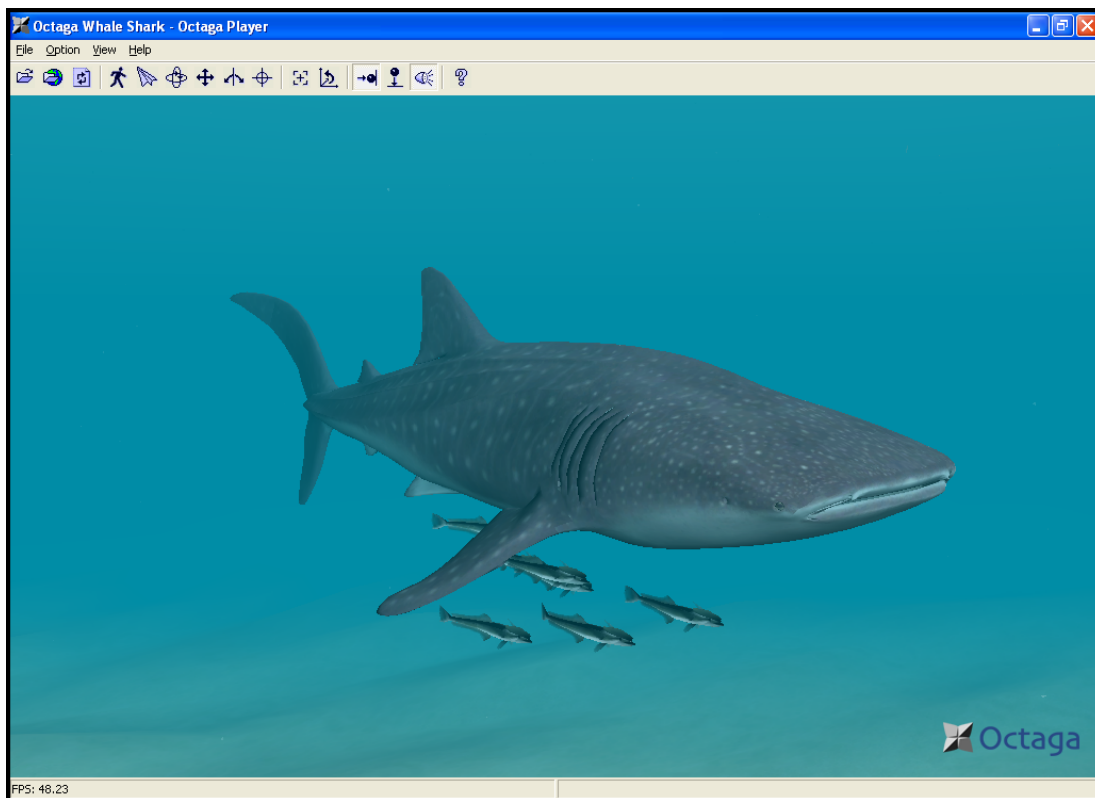 Octaga Whale Shark - Octaga Player
File Option View Help
Octaga
FPS: 48.23